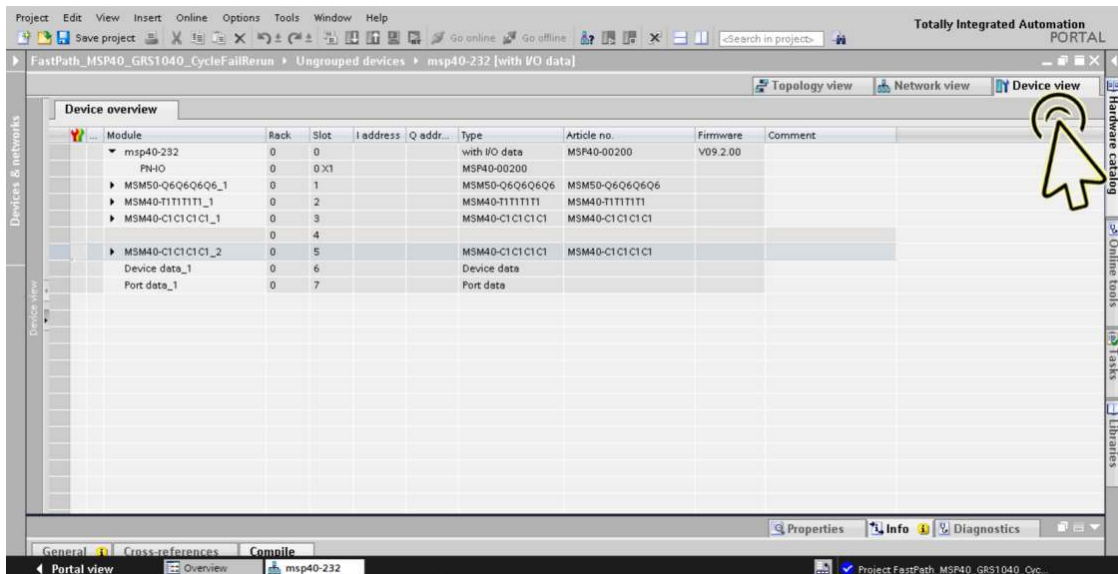 Project Edit View Insert Online Options Tools Window Help
Totally Integrated Automation
PORTAL
Save project Go online Go offline <Search in project>
FastPath_MSP40_GRS1040_CycleFailRerun ▸ Ungrouped devices ▸ msp40-232 [with I/O data]
Topology view Network view Device view
Device overview
... Module Rack Slot I address Q addr... Type Article no. Firmware Comment
msp40-232 0 0 with I/O data MSP40-00200 V09.2.00
PN-IO 0 0 X1 MSP40-00200
MSM50-Q6Q6Q6Q6_1 0 1 MSM50-Q6Q6Q6Q6 MSM50-Q6Q6Q6Q6
MSM40-T1T1T1T1_1 0 2 MSM40-T1T1T1T1 MSM40-T1T1T1T1
MSM40-C1C1C1C1_1 0 3 MSM40-C1C1C1C1 MSM40-C1C1C1C1
0 4
MSM40-C1C1C1C1_2 0 5 MSM40-C1C1C1C1 MSM40-C1C1C1C1
Device data_1 0 6 Device data
Port data_1 0 7 Port data
Devices & networks
Device view
Hardware catalog
Online tools
Tasks
Libraries
Properties Info Diagnostics
General Cross-references Compile
Portal view Overview msp40-232 Project FastPath_MSP40_GRS1040_Cyc...